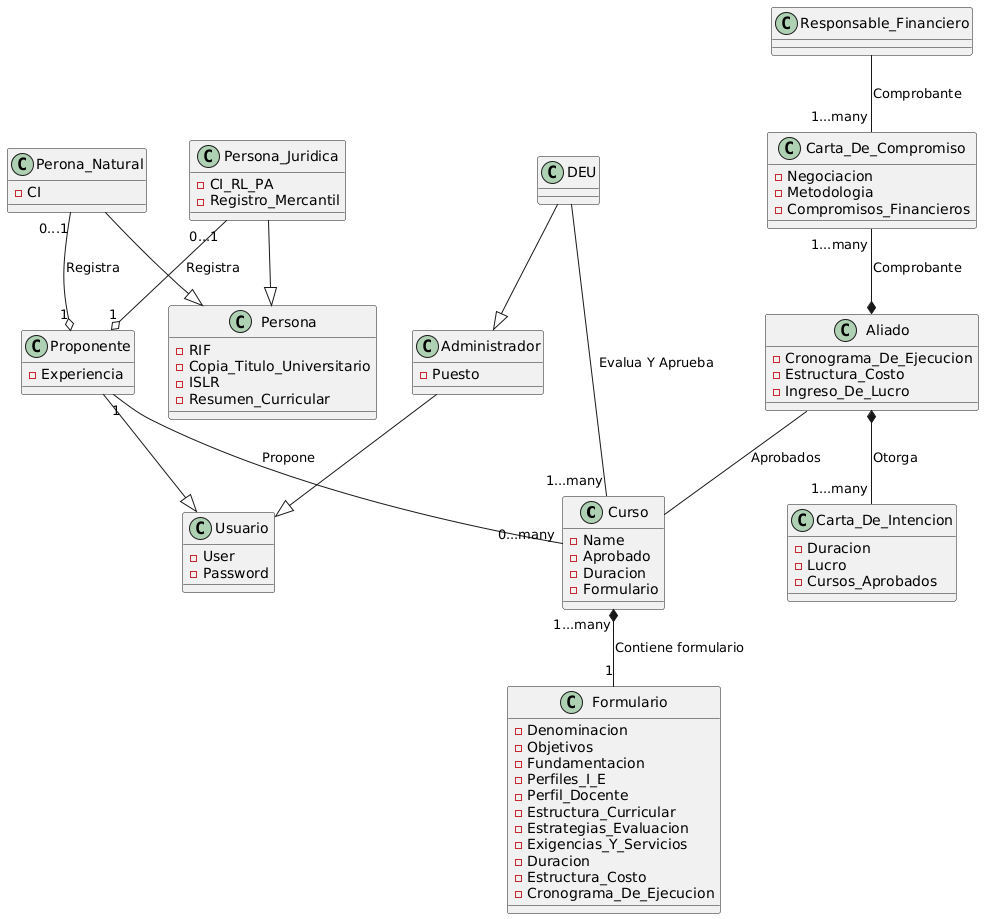 Responsable_Financiero
Comprobante
1...many
Carta_De_Compromiso
Negociacion
Metodologia
Compromisos_Financieros
1...many
Comprobante
Perona_Natural
CI
0...1
Registra
1
Persona_Juridica
CI_RL_PA
Registro_Mercantil
0...1
Registra
1
DEU
Persona
RIF
Copia_Titulo_Universitario
ISLR
Resumen_Curricular
Proponente
Experiencia
1
Administrador
Puesto
Evalua Y Aprueba
1...many
Aliado
Cronograma_De_Ejecucion
Estructura_Costo
Ingreso_De_Lucro
Propone
0...many
Aprobados
Otorga
1...many
Usuario
User
Password
Curso
Name
Aprobado
Duracion
Formulario
Carta_De_Intencion
Duracion
Lucro
Cursos_Aprobados
1...many
Contiene formulario
1
Formulario
Denominacion
Objetivos
Fundamentacion
Perfiles_I_E
Perfil_Docente
Estructura_Curricular
Estrategias_Evaluacion
Exigencias_Y_Servicios
Duracion
Estructura_Costo
Cronograma_De_Ejecucion